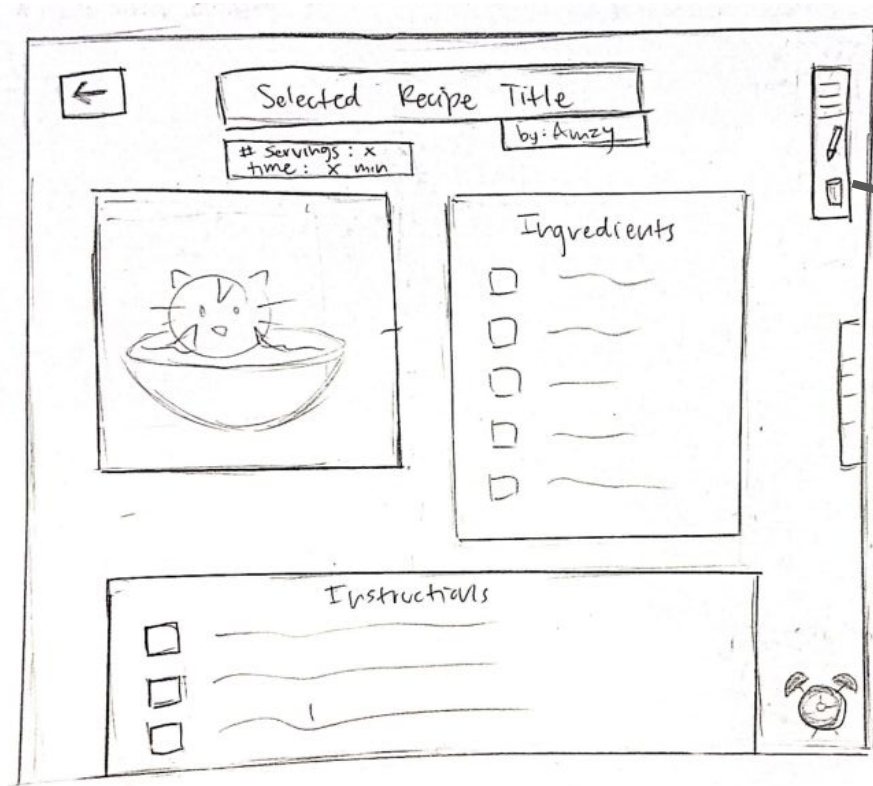 Selected Recipe Title
by: Amzy
# Servings : x
time : x min
Ingredients
Instructions